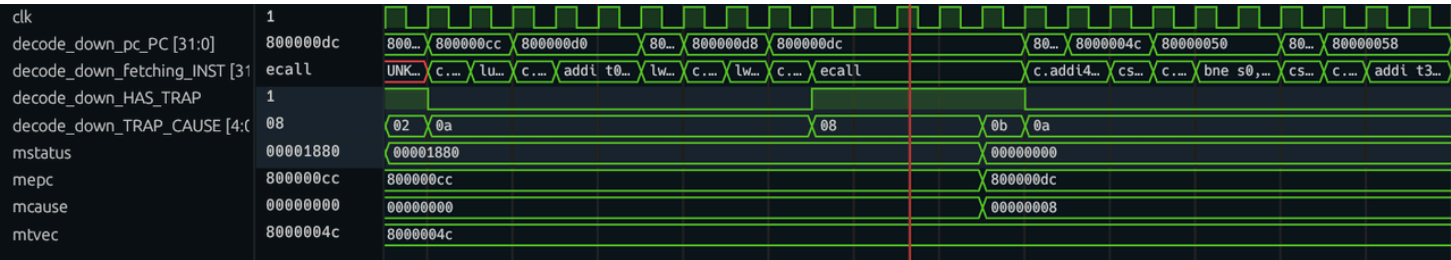 clk 1
decode_down_pc_PC [31:0] 800000dc 800… 800000cc 800000d0 80… 800000d8 800000dc 80… 8000004c 80000050 80… 80000058
decode_down_fetching_INST [31 ecall UNK… c.… lu… c.… addi t0… lw… c.… lw… c.… ecall c.addi4… cs… c.… bne s0,… cs… c.… addi t3…
decode_down_HAS_TRAP 1
decode_down_TRAP_CAUSE [4:0 08 02 0a 08 0b 0a
mstatus 00001880 00001880 00000000
mepc 800000cc 800000cc 800000dc
mcause 00000000 00000000 00000008
mtvec 8000004c 8000004c